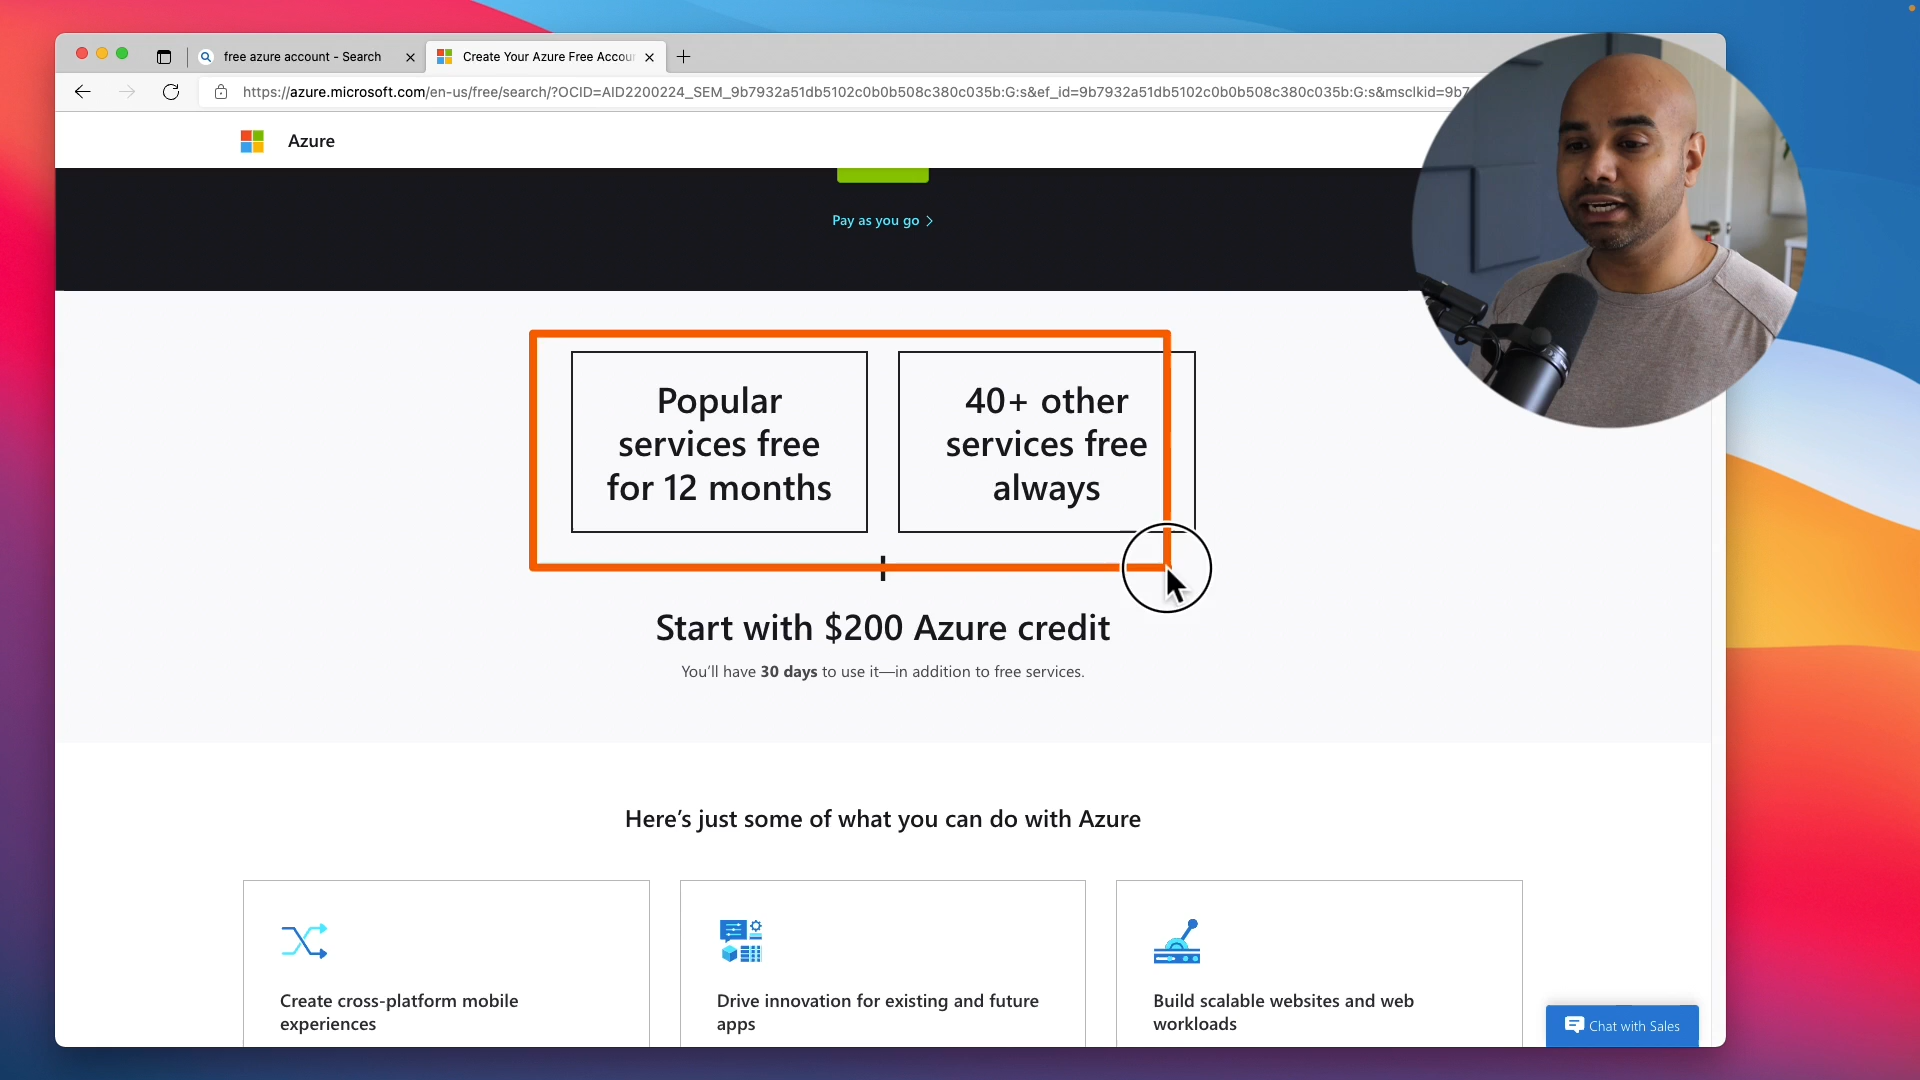 free azure account - Search
Create Your Azure Free Accou
https://azure.microsoft.com/en-us/free/search/?OCID=AID2200224_SEM_9b7932a51db5102c0b0b508c380c035b:G:s&ef_id=9b7932a51db5102c0b0b508c380c035b:G:s&msclkid=9b7
Azure
Pay as you go
Popular
services free
for 12 months
40+ other
services free
always
Start with $200 Azure credit
You’ll have 30 days to use it—in addition to free services.
Here’s just some of what you can do with Azure
Create cross-platform mobile
experiences
Drive innovation for existing and future
apps
Build scalable websites and web
workloads
Chat with Sales